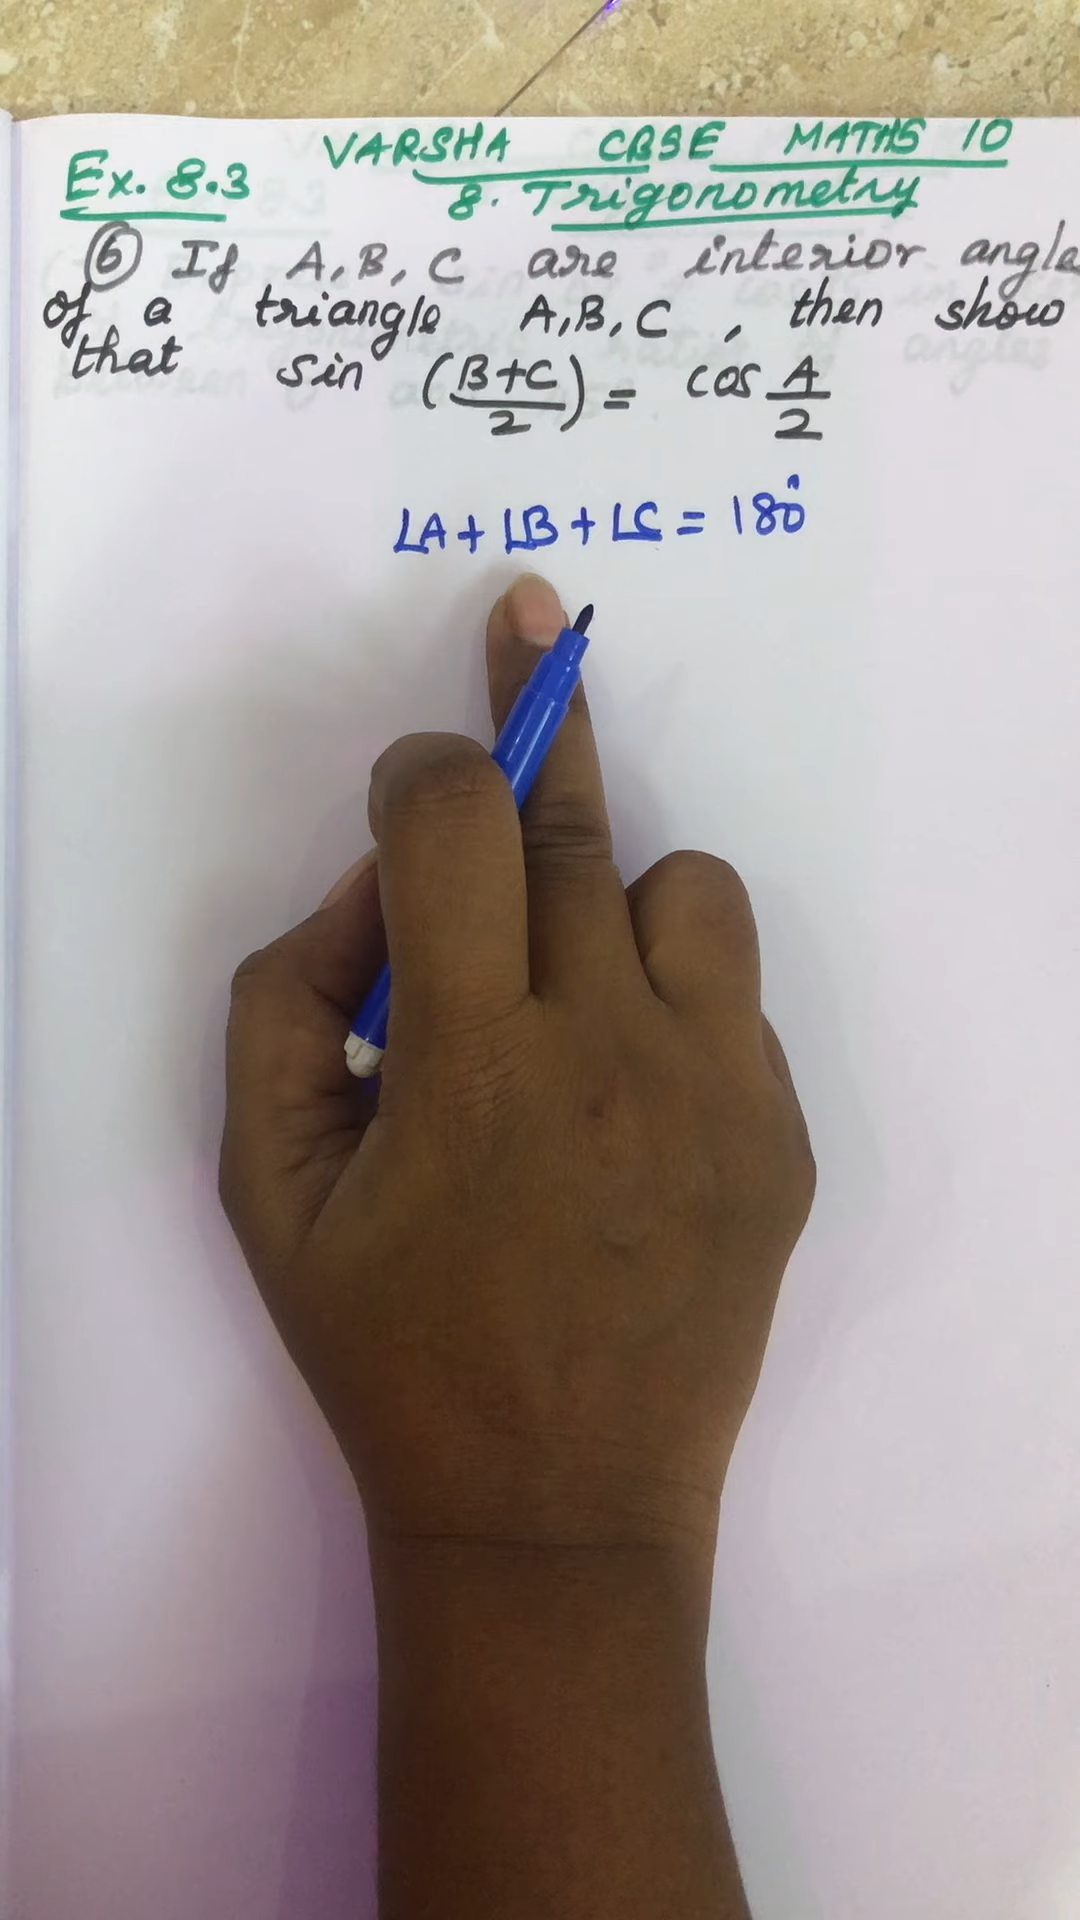 VARSHA CBSE MATHS 10
Ex. 8.3
8. Trigonometry
⑥ If A, B, C are interior angle
of a triangle A, B, C , then show
that sin (B+C/2) = cos A/2
∠A + ∠B + ∠C = 180°